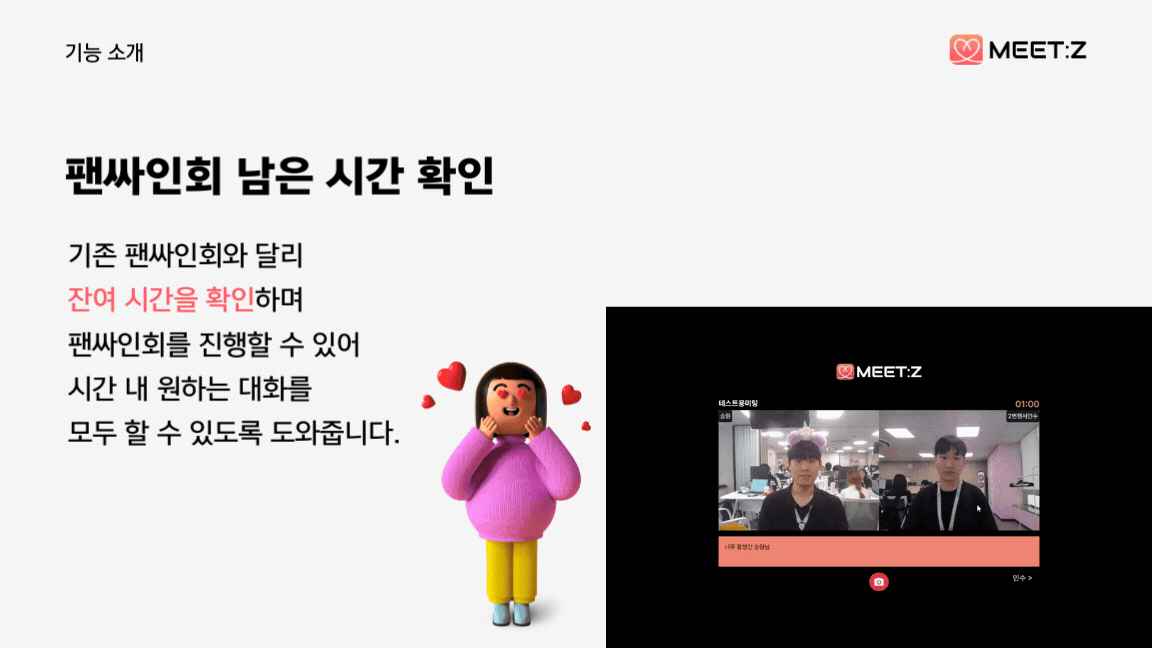 기능 소개
MEET:Z
팬싸인회 남은 시간 확인
기존 팬싸인회와 달리
잔여 시간을 확인하며
팬싸인회를 진행할 수 있어
시간 내 원하는 대화를
모두 할 수 있도록 도와줍니다.
MEET:Z
테스트용미팅
01:00
승원
2번팬서민수
너무 잘생긴 승원님
민수 >